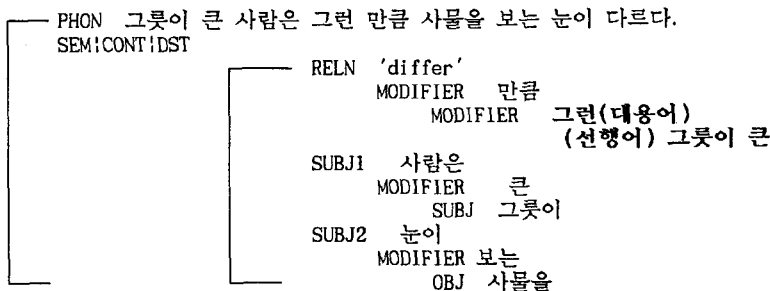 PHON 그릇이 큰 사람은 그런 만큼 사물을 보는 눈이 다르다.
SEM¦CONT¦DST
RELN 'differ'
MODIFIER 만큼
MODIFIER 그런(대용어)
(선행어) 그릇이 큰
SUBJ1 사람은
MODIFIER 큰
SUBJ 그릇이
SUBJ2 눈이
MODIFIER 보는
OBJ 사물을